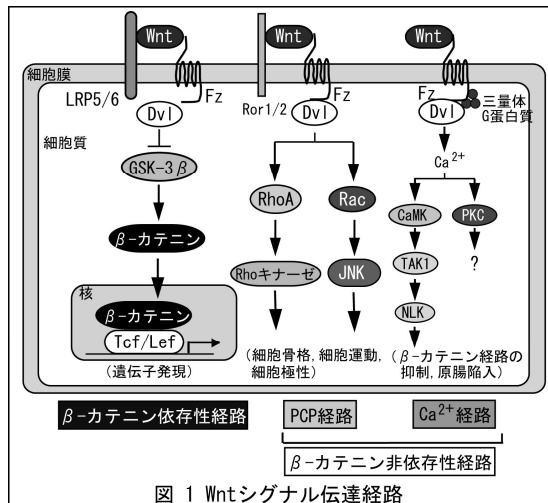 Wnt
Wnt
Wnt
細胞膜
LRP5/6
Fz
Ror1/2
Fz
Fz
三量体
G蛋白質
Dvl
Dvl
Dvl
細胞質
GSK-3β
Ca²⁺
RhoA
Rac
CaMK
PKC
β-カテニン
TAK1
?
Rhoキナーゼ
JNK
核
β-カテニン
NLK
Tcf/Lef
(遺伝子発現)
(細胞骨格,細胞運動,
細胞極性)
(β-カテニン経路の
抑制,原腸陥入)
β-カテニン依存性経路
PCP経路
Ca²⁺経路
β-カテニン非依存性経路
図 1 Wntシグナル伝達経路